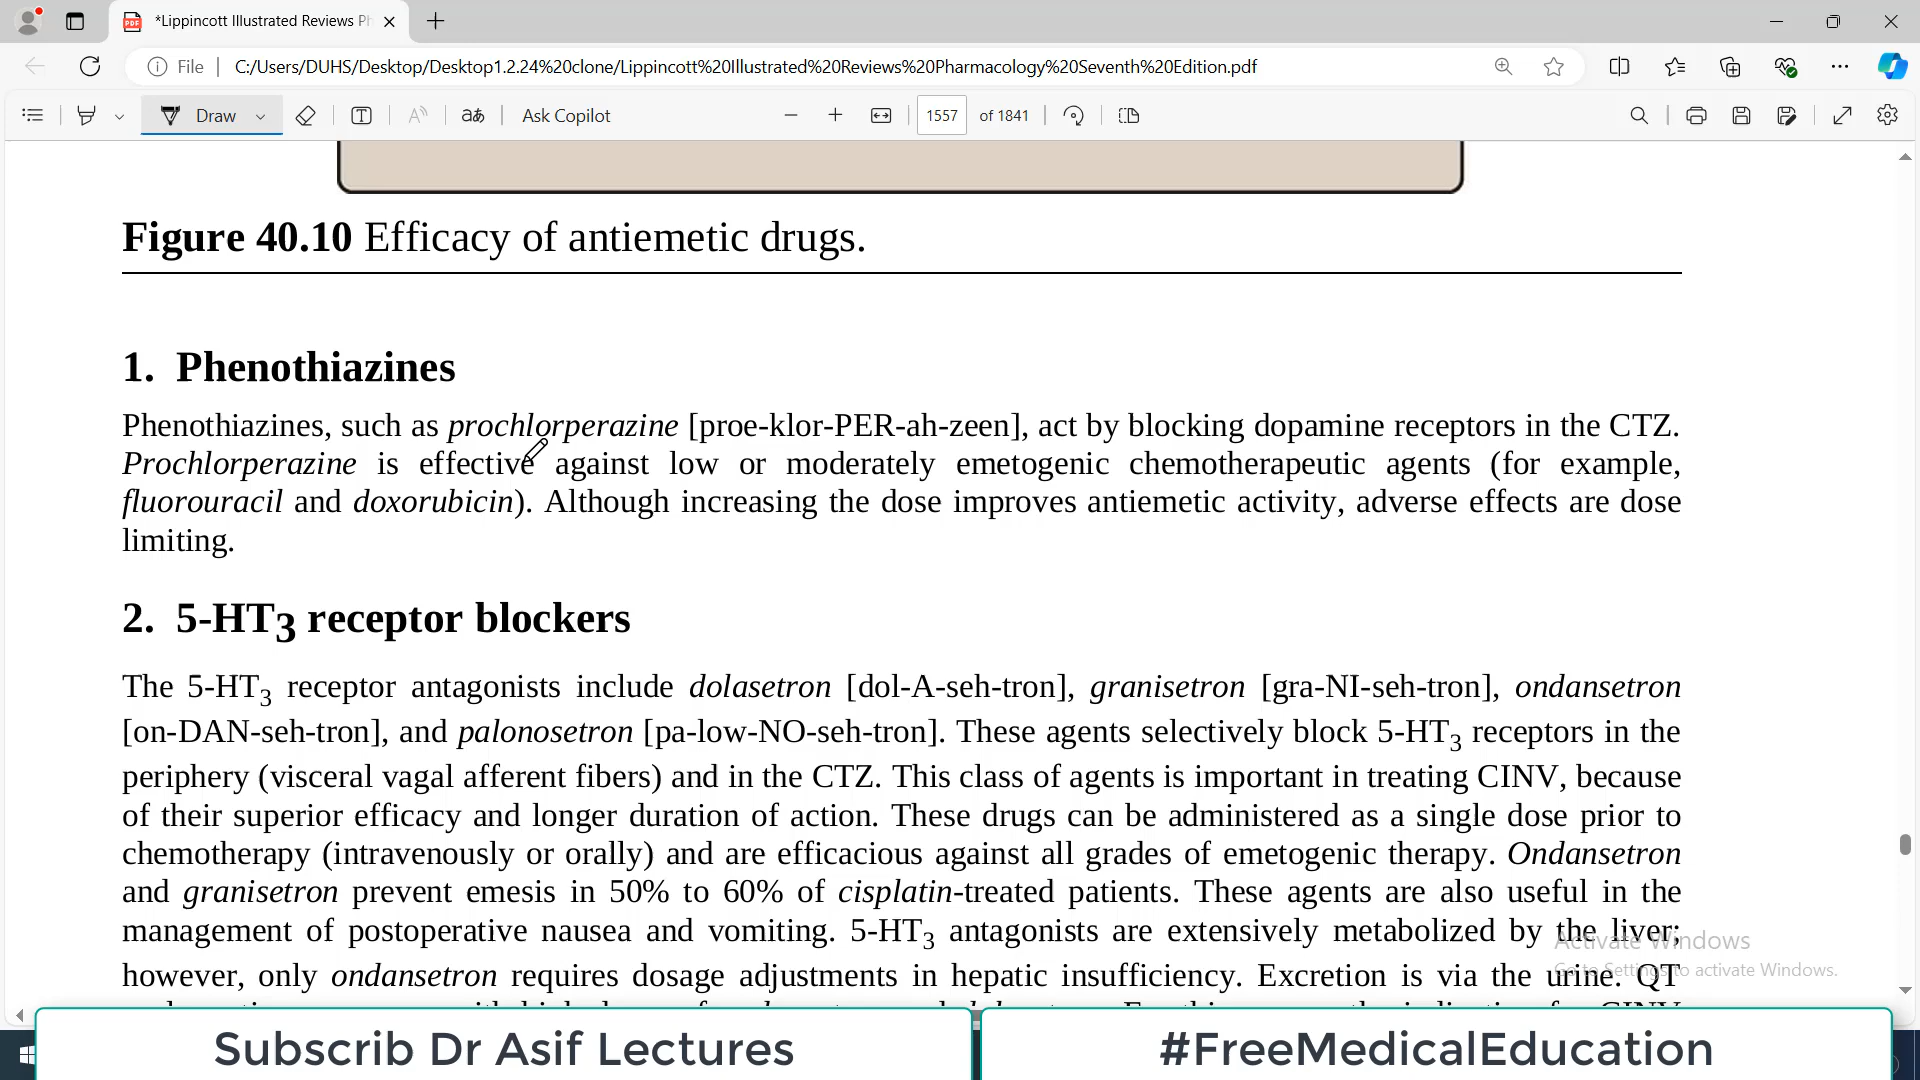 *Lippincott Illustrated Reviews Ph
File
C:/Users/DUHS/Desktop/Desktop1.2.24%20clone/Lippincott%20Illustrated%20Reviews%20Pharmacology%20Seventh%20Edition.pdf
Draw
aあ
Ask Copilot
1557 of 1841
Figure 40.10 Efficacy of antiemetic drugs.
1. Phenothiazines
Phenothiazines, such as prochlorperazine [proe-klor-PER-ah-zeen], act by blocking dopamine receptors in the CTZ.
Prochlorperazine is effective against low or moderately emetogenic chemotherapeutic agents (for example,
fluorouracil and doxorubicin). Although increasing the dose improves antiemetic activity, adverse effects are dose
limiting.
2. 5-HT3 receptor blockers
The 5-HT3 receptor antagonists include dolasetron [dol-A-seh-tron], granisetron [gra-NI-seh-tron], ondansetron
[on-DAN-seh-tron], and palonosetron [pa-low-NO-seh-tron]. These agents selectively block 5-HT3 receptors in the
periphery (visceral vagal afferent fibers) and in the CTZ. This class of agents is important in treating CINV, because
of their superior efficacy and longer duration of action. These drugs can be administered as a single dose prior to
chemotherapy (intravenously or orally) and are efficacious against all grades of emetogenic therapy. Ondansetron
and granisetron prevent emesis in 50% to 60% of cisplatin-treated patients. These agents are also useful in the
management of postoperative nausea and vomiting. 5-HT3 antagonists are extensively metabolized by the liver;
however, only ondansetron requires dosage adjustments in hepatic insufficiency. Excretion is via the urine. QT
Activate Windows
Go to Settings to activate Windows.
Subscrib Dr Asif Lectures
#FreeMedicalEducation